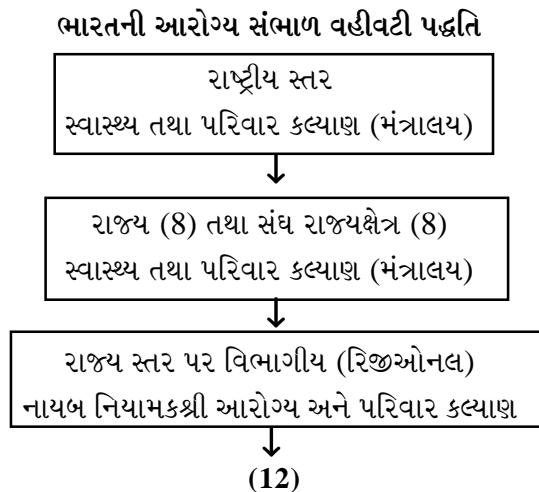 ભારતની આરોગ્ય સંભાળ વહીવટી પદ્ધતિ
રાષ્ટ્રીય સ્તર
સ્વાસ્થ્ય તથા પરિવાર કલ્યાણ (મંત્રાલય)
રાજ્ય (8) તથા સંઘ રાજ્યક્ષેત્ર (8)
સ્વાસ્થ્ય તથા પરિવાર કલ્યાણ (મંત્રાલય)
રાજ્ય સ્તર પર વિભાગીય (રિજીઓનલ)
નાયબ નિયામકશ્રી આરોગ્ય અને પરિવાર કલ્યાણ
(12)